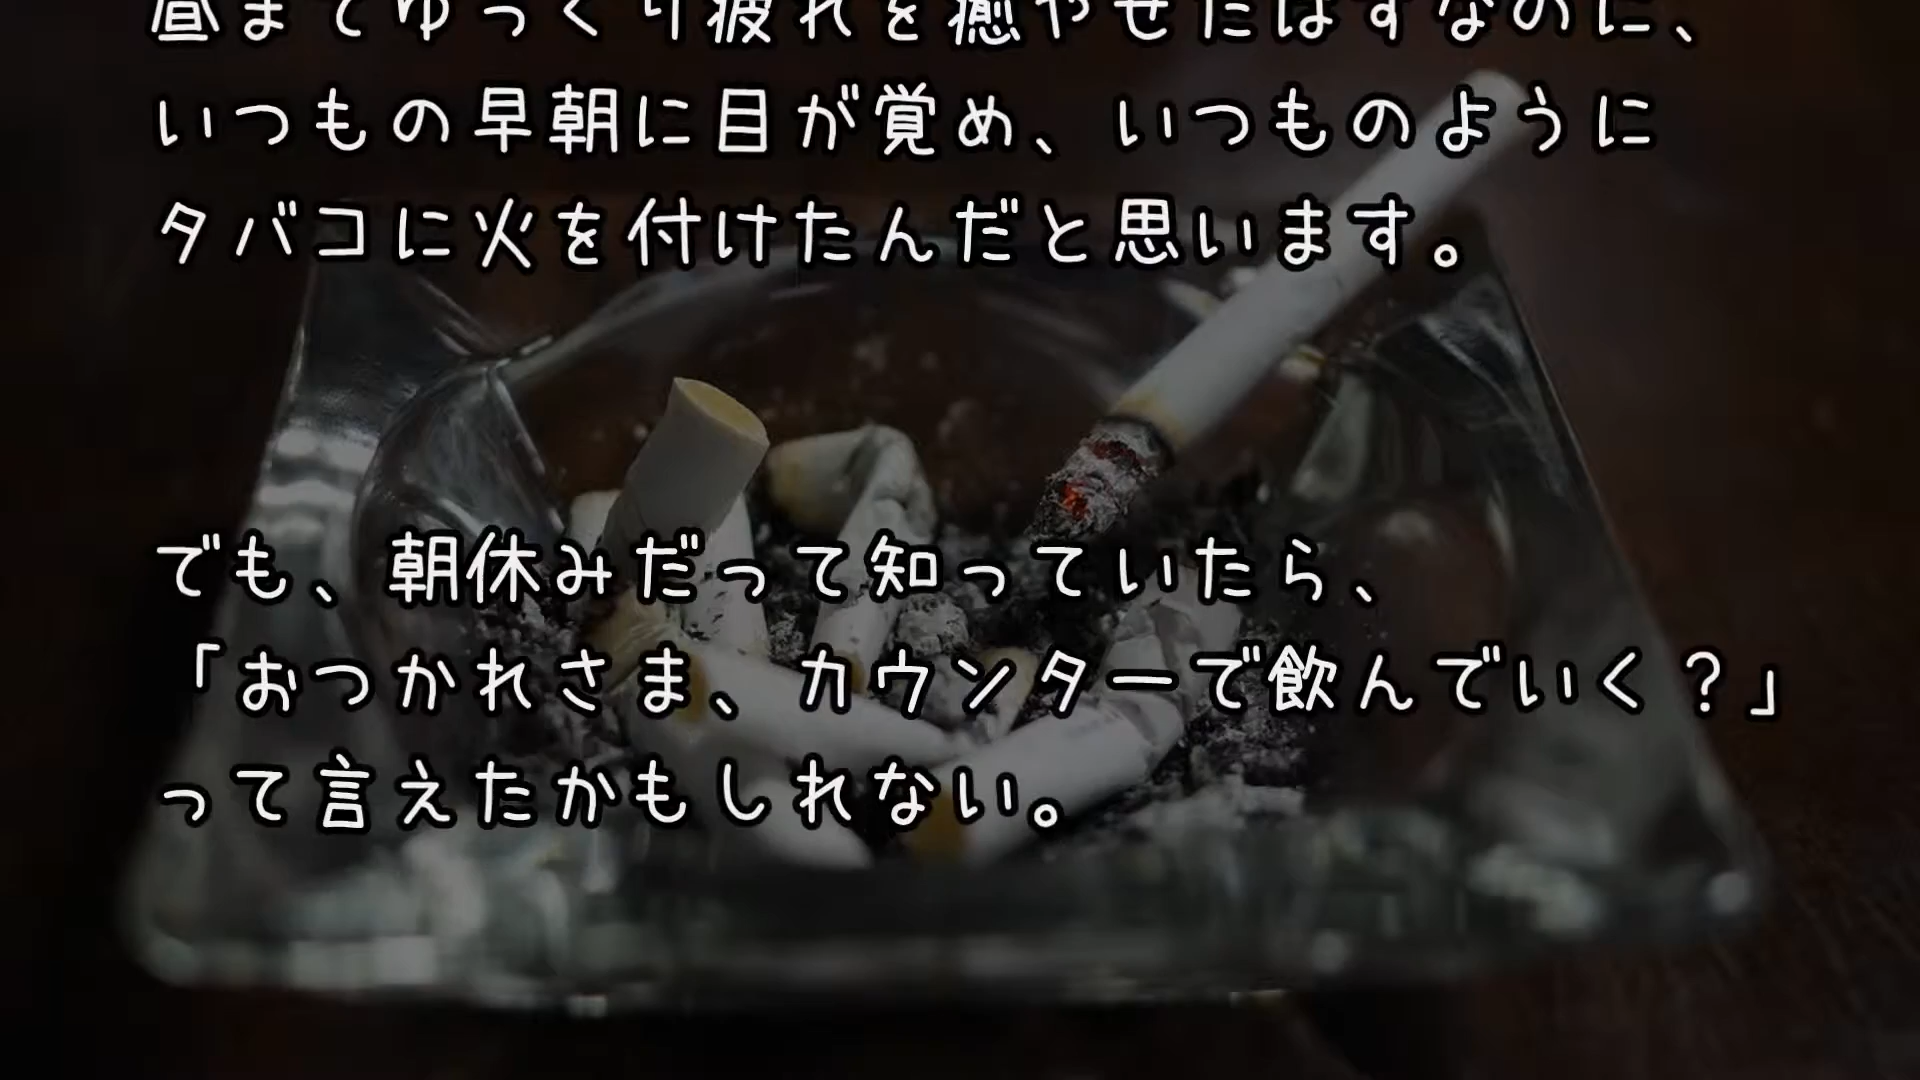 昼までゆっくり疲れを癒やせたはずなのに、
いつもの早朝に目が覚め、いつものように
タバコに火を付けたんだと思います。
でも、朝休みだって知っていたら、
「おつかれさま、カウンターで飲んでいく？」
って言えたかもしれない。